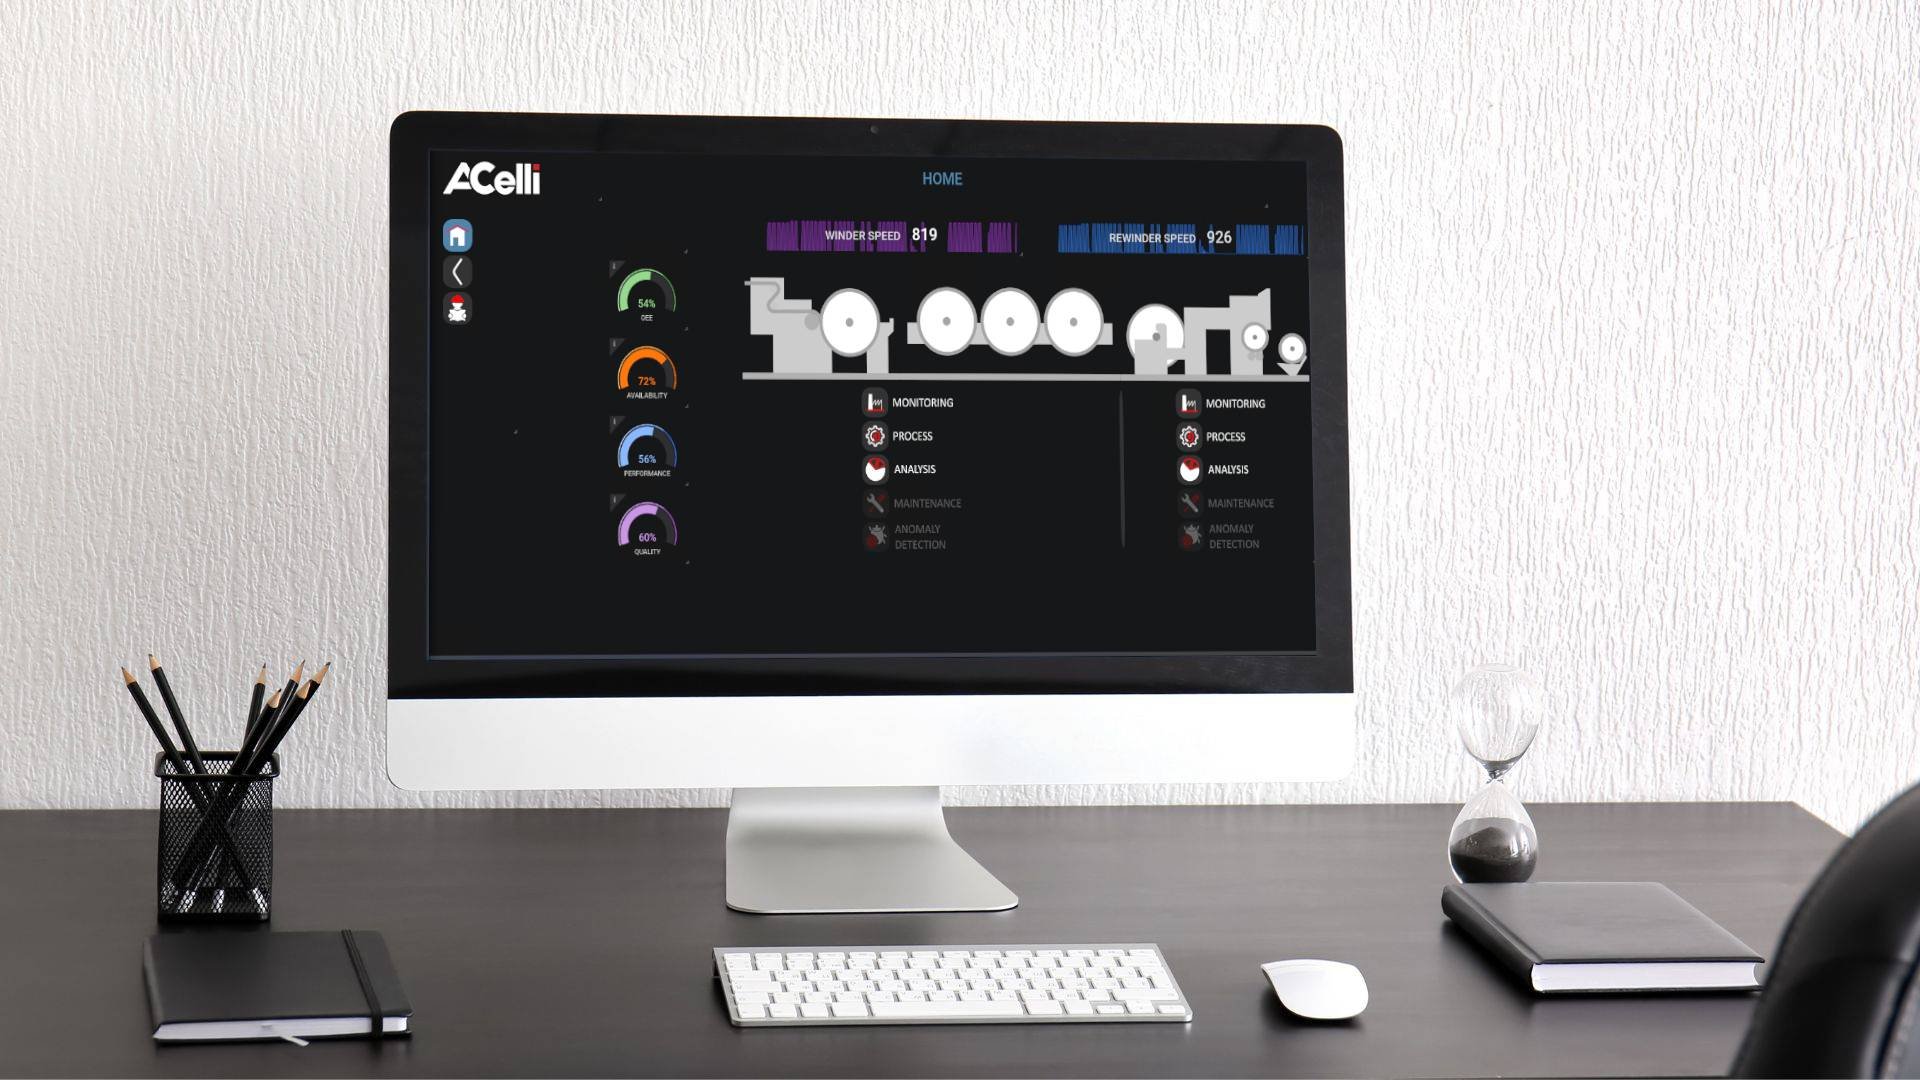 ACelli
HOME
WINDER SPEED 819
REWINDER SPEED 926
54%
OEE
72%
AVAILABILITY
56%
PERFORMANCE
60%
QUALITY
MONITORING
PROCESS
ANALYSIS
MAINTENANCE
ANOMALY
DETECTION
MONITORING
PROCESS
ANALYSIS
MAINTENANCE
ANOMALY
DETECTION